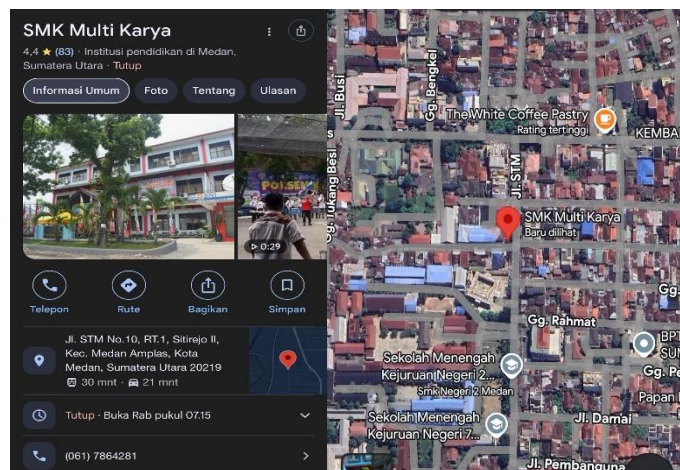 SMK Multi Karya
4,4 ★ (83) · Institusi pendidikan di Medan,
Sumatera Utara · Tutup
Informasi Umum
Foto
Tentang
Ulasan
0:29
Telepon
Rute
Bagikan
Simpan
Jl. STM No.10, RT.1, Sitirejo II,
Kec. Medan Amplas, Kota
Medan, Sumatera Utara 20219
30 mnt · 21 mnt
Tutup · Buka Rab pukul 07.15
(061) 7864281
Jl. Busi
Gg. Bengkel
The White Coffee Pastry
Rating tertinggi
KEMBA
Gg. Tukang Besi
Jl. STM
SMK Multi Karya
Baru dilihat
Gg.
Gg. Rahmat
BPT
SUM
Sekolah Menengah
Kejuruan Negeri 2...
Smk Negeri 2 Medan
Gg. Pe
Papan
Sekolah Menengah
Kejuruan Negeri 7...
Jl. Damai
Jl. Pembanguna